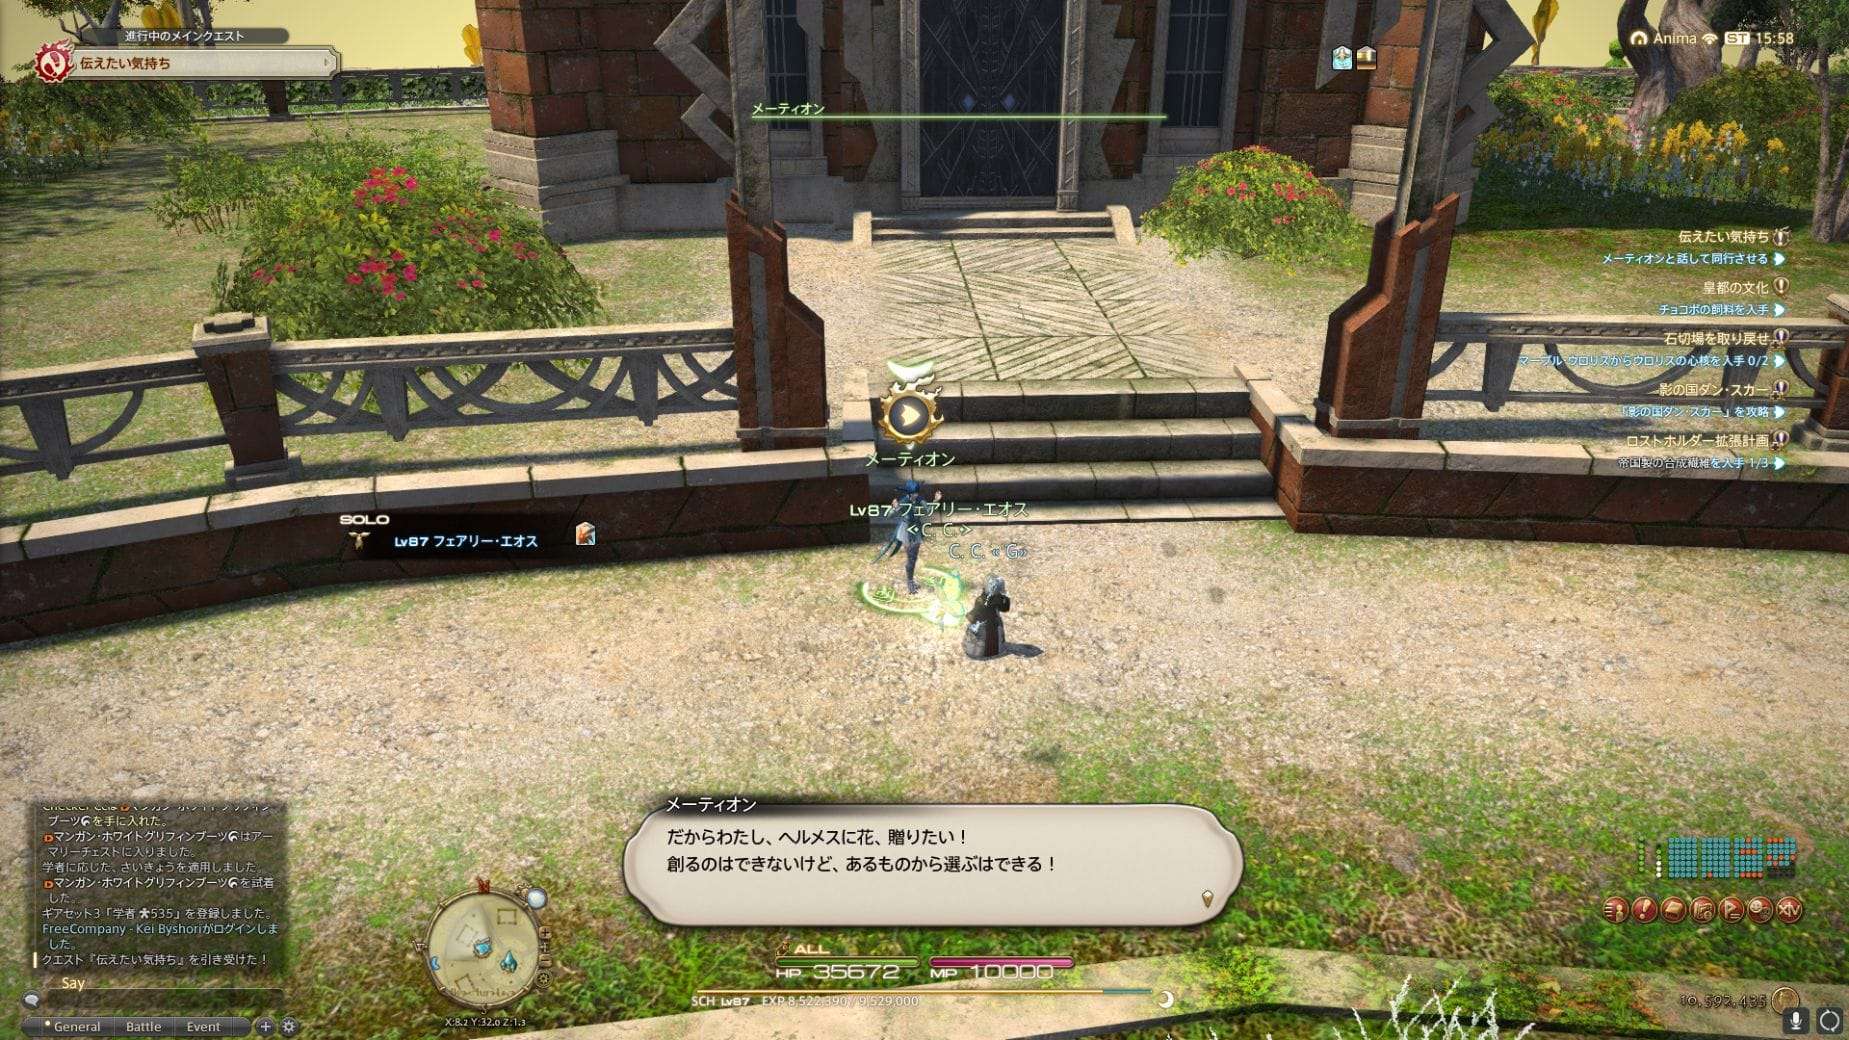 進行中のメインクエスト
伝えたい気持ち
Anima ST 15:58
メーティオン
伝えたい気持ち
メーティオンと話して同行させる
皇都の文化
チョコボの飼料を入手
石切場を取り戻せ
マーブル・ウロリスからウロリスの心核を入手 0/2
影の国ダン・スカー
「影の国ダン・スカー」を攻略
ロストホルダー拡張計画
帝国製の合成繊維を入手 1/3
メーティオン
Lv87 フェアリー・エオス
C. C.
C. C. «G»
SOLO
Lv87 フェアリー・エオス
メーティオン
だからわたし、ヘルメスに花、贈りたい！
創るのはできないけど、あるものから選ぶはできる！
ブーツを手に入れた。
マンガン・ホワイトグリフィンブーツはアー
マリーチェストに入りました。
学者に応じた、さいきょうを適用しました。
マンガン・ホワイトグリフィンブーツを試着
した。
ギアセット3「学者 535」を登録しました。
FreeCompany - Kei Byshoriがログインしま
した。
クエスト『伝えたい気持ち』を引き受けた！
Say
General Battle Event
N
X:8.2 Y:32.0 Z:1.3
ALL
HP 35672 MP 10000
SCH Lv87 EXP 8,522,390 / 9,529,000
XIV
10,592,435